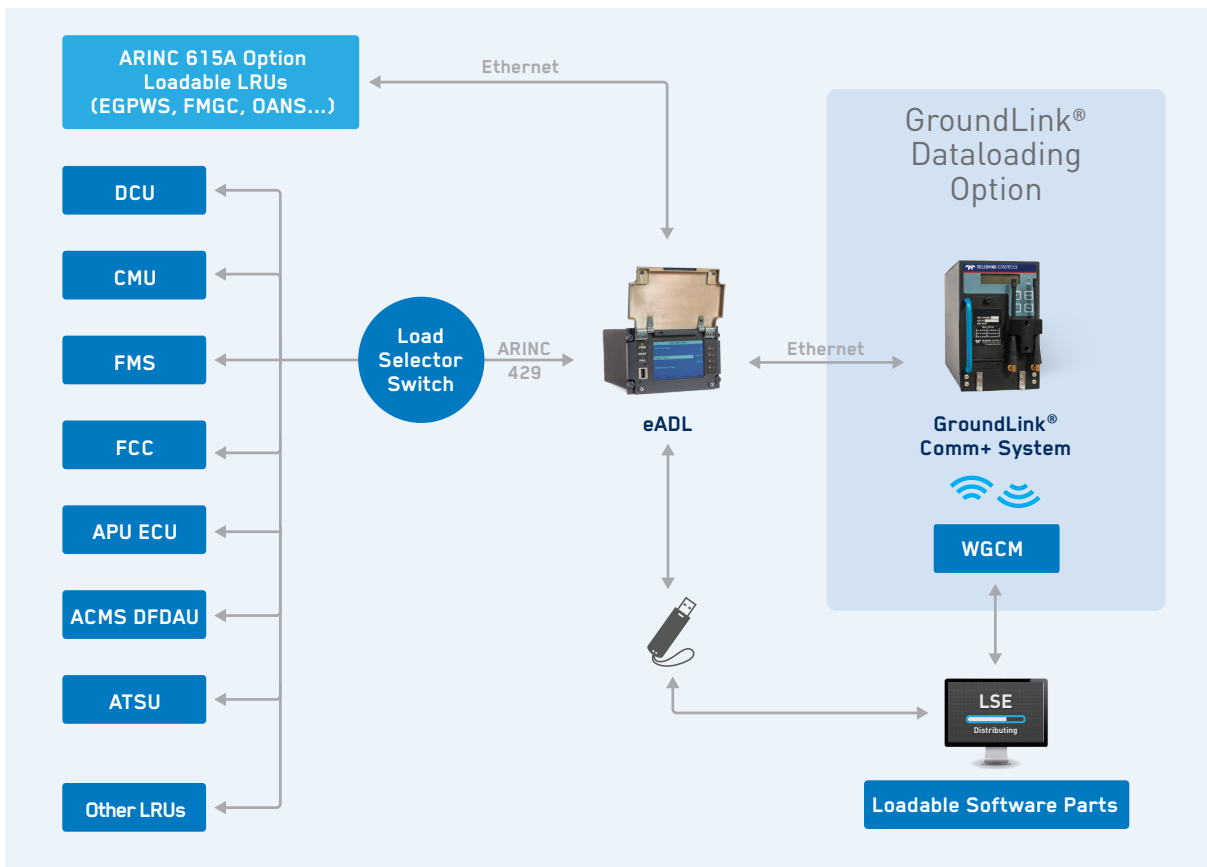 ARINC 615A Option
Loadable LRUs
(EGPWS, FMGC, OANS...)
Ethernet
GroundLink®
Dataloading
Option
DCU
CMU
FMS
FCC
APU ECU
ACMS DFDAU
ATSU
Other LRUs
Load
Selector
Switch
ARINC
429
eADL
Ethernet
TELEDYNE CONTROLS
GroundLink®
Comm+ System
WGCM
LSE
Distributing
Loadable Software Parts